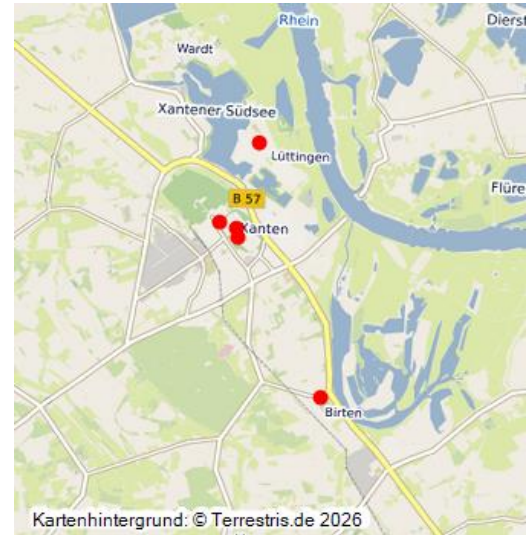 Rhein
Dierst
Wardt
Xantener Südsee
Lüttingen
Flüre
B 57
Xanten
Birten
Kartenhintergrund: © Terrestris.de 2026